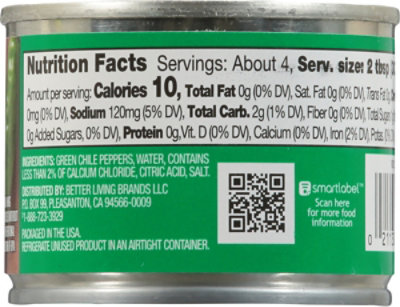 Nutrition Facts Servings: About 4, Serv. size: 2 tbsp
Amount per serving: Calories 10, Total Fat 0g (0% DV), Sat. Fat 0g (0% DV), Trans Fat
0mg (0% DV), Sodium 120mg (5% DV), Total Carb. 2g (1% DV), Fiber 0g (0% DV), Total Sugars
0g Added Sugars, 0% DV), Protein 0g, Vit. D (0% DV), Calcium (0% DV), Iron (2% DV), Potas.
INGREDIENTS: GREEN CHILE PEPPERS, WATER, CONTAINS
LESS THAN 2% OF CALCIUM CHLORIDE, CITRIC ACID, SALT.
DISTRIBUTED BY: BETTER LIVING BRANDS LLC
P.O. BOX 99, PLEASANTON, CA 94566-0009
1-888-723-3929
PACKAGED IN THE U.S.A.
REFRIGERATE UNUSED PRODUCT IN AN AIRTIGHT CONTAINER.
smartlabel
Scan here
for more food
information